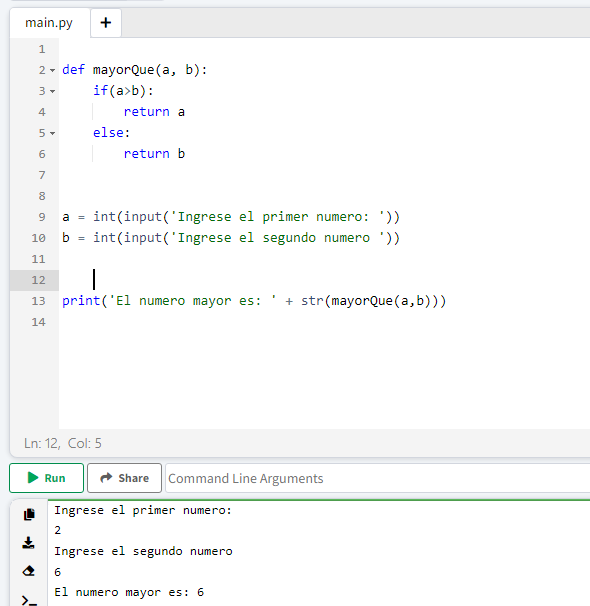 main.py +
1
2 def mayorQue(a, b):
3     if(a>b):
4         return a
5     else:
6         return b
7
8
9 a = int(input('Ingrese el primer numero: '))
10 b = int(input('Ingrese el segundo numero '))
11
12
13 print('El numero mayor es: ' + str(mayorQue(a,b)))
14
Ln: 12, Col: 5
Run Share Command Line Arguments
Ingrese el primer numero:
2
Ingrese el segundo numero
6
El numero mayor es: 6